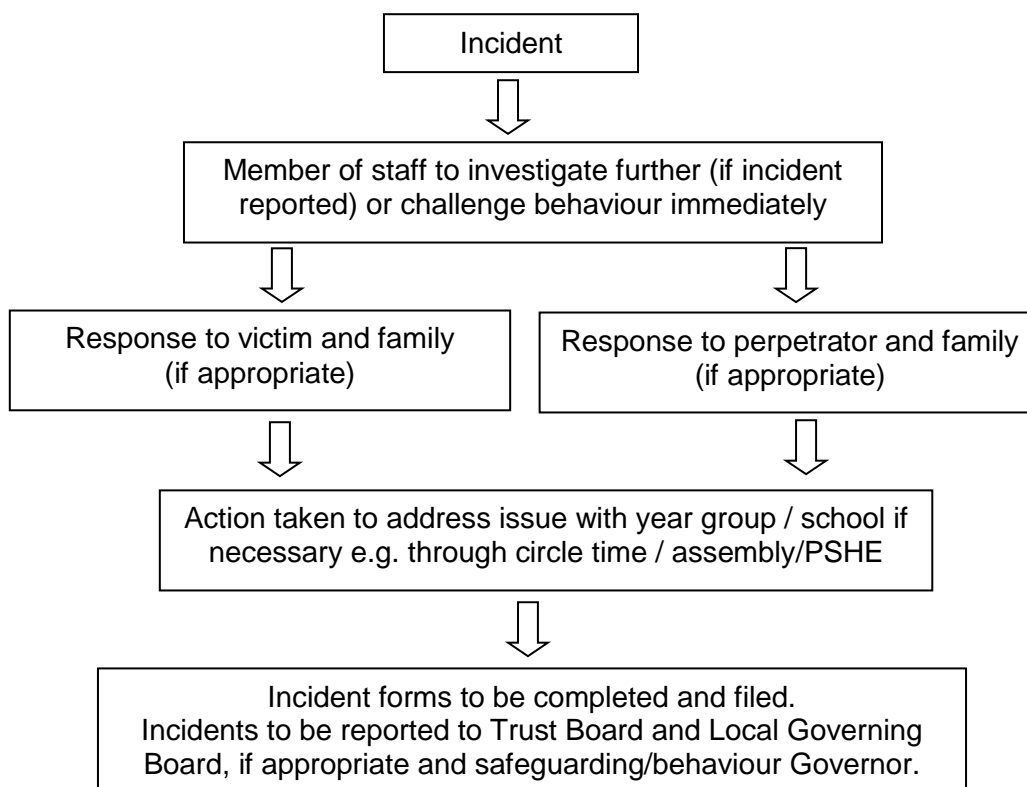 Incident
Member of staff to investigate further (if incident
reported) or challenge behaviour immediately
Response to victim and family
(if appropriate)
Response to perpetrator and family
(if appropriate)
Action taken to address issue with year group / school if
necessary e.g. through circle time / assembly/PSHE
Incident forms to be completed and filed.
Incidents to be reported to Trust Board and Local Governing
Board, if appropriate and safeguarding/behaviour Governor.